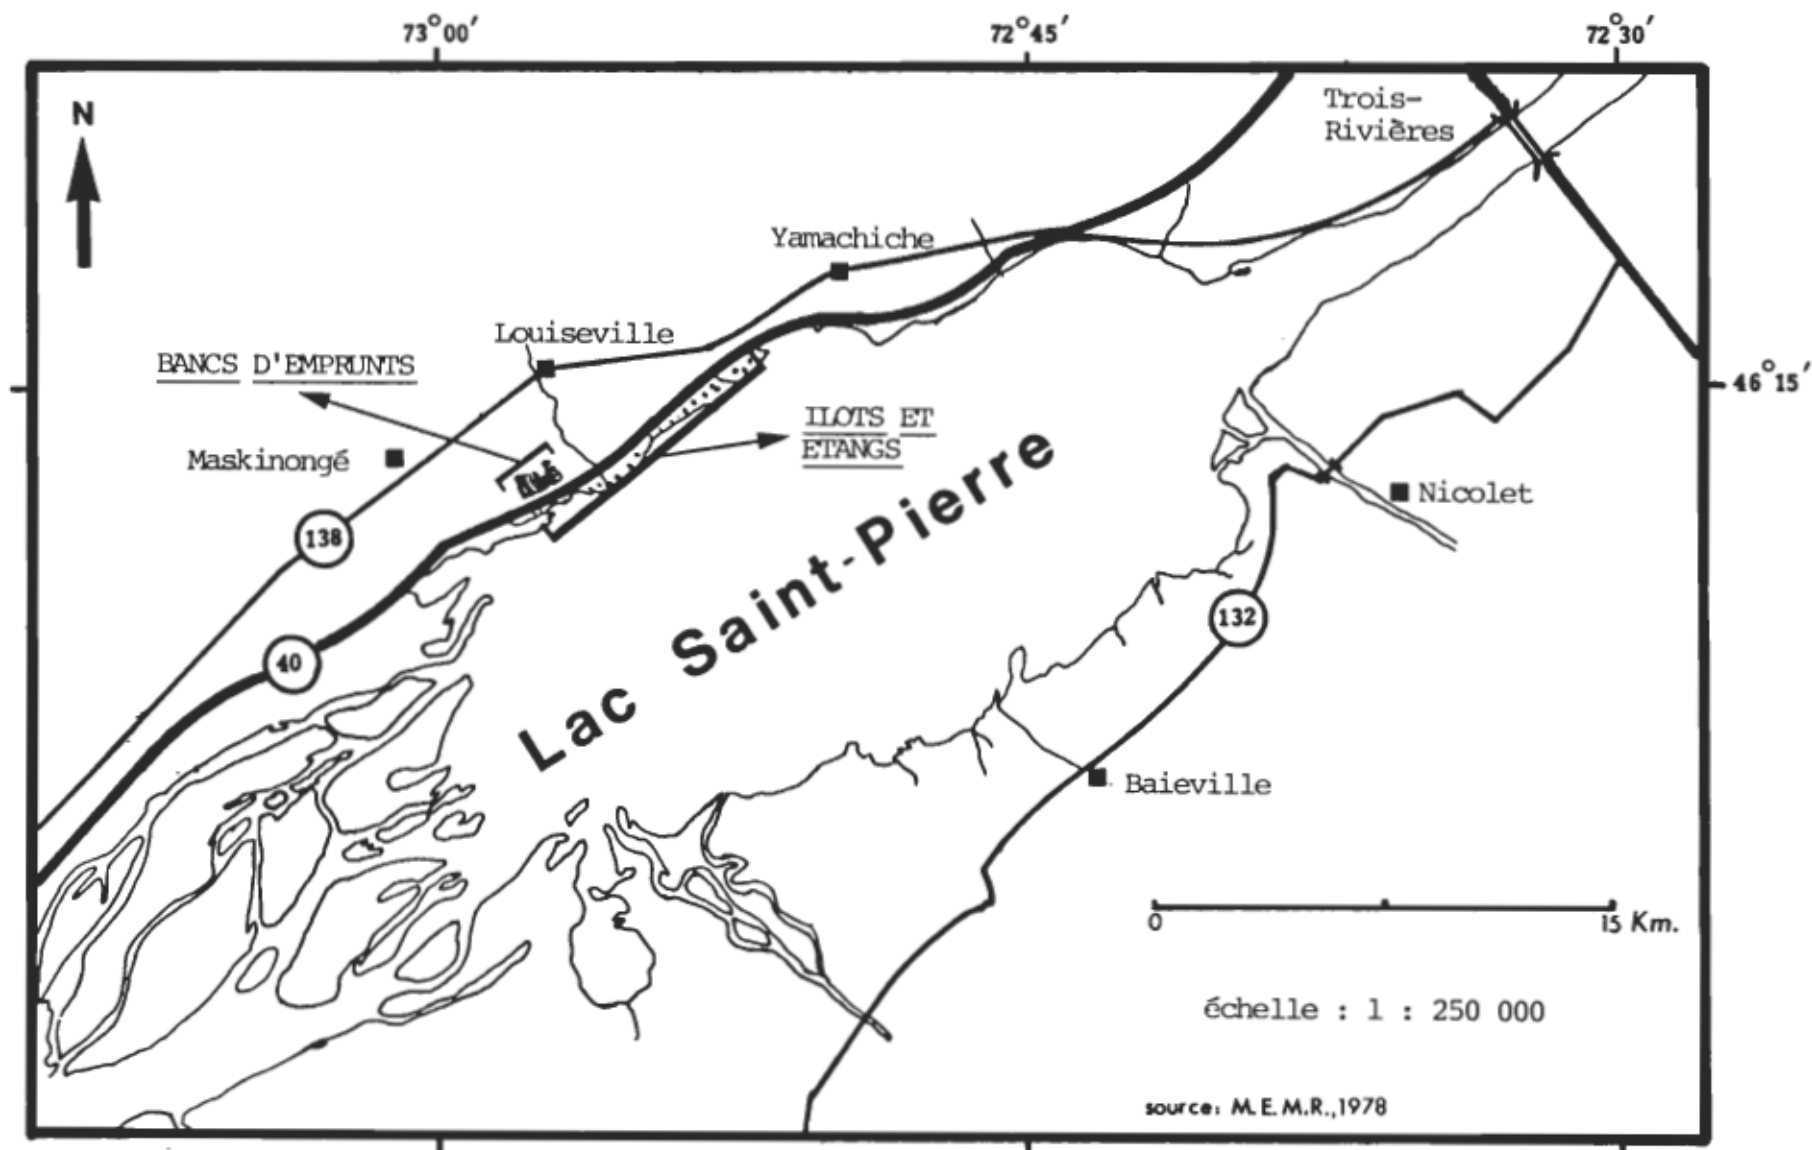 73°00′ 72°45′ 72°30′
N
Trois-
Rivières
Yamachiche
Louiseville
BANCS D'EMPRUNTS
46°15′
ILOTS ET
ETANGS
Maskinongé
Nicolet
138
Lac Saint-Pierre
132
40
Baieville
0 15 Km.
échelle : 1 : 250 000
source: M.E.M.R.,1978